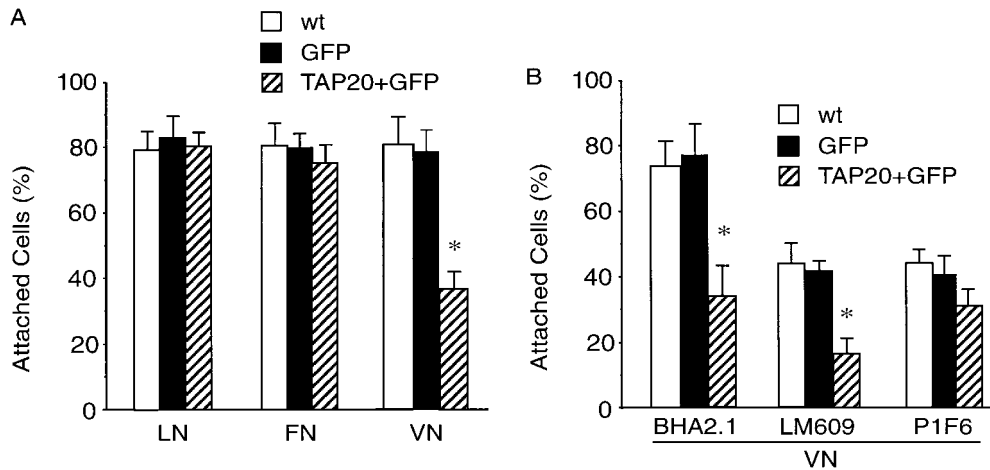 A
wt
GFP
TAP20+GFP
100
80
60
40
20
0
Attached Cells (%)
*
LN FN VN
B
wt
GFP
TAP20+GFP
100
80
60
40
20
0
Attached Cells (%)
*
*
BHA2.1 LM609 P1F6
VN